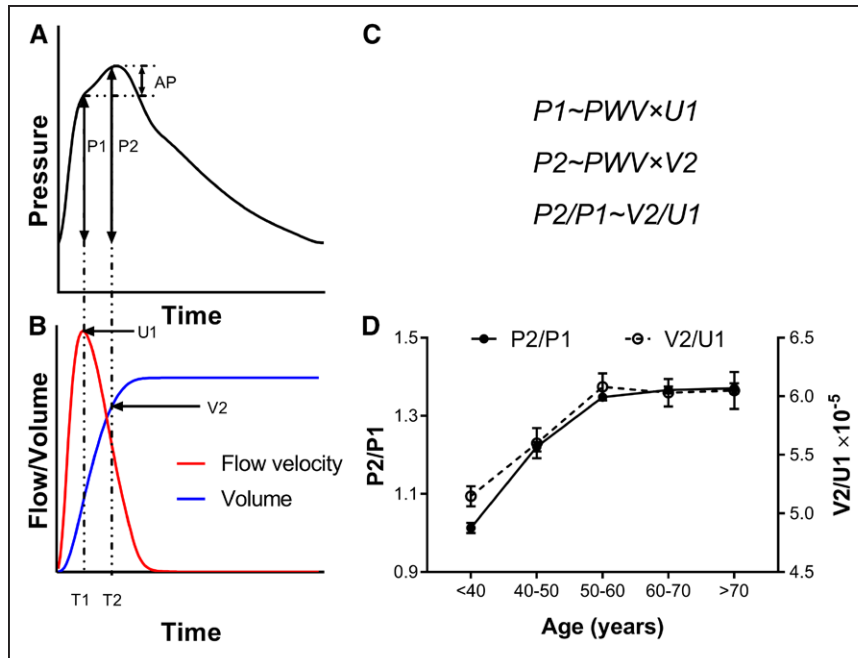 A
AP
P1
P2
Pressure
Time
B
U1
V2
Flow velocity
Volume
Flow/Volume
T1
T2
Time
C
P1~PWV×U1
P2~PWV×V2
P2/P1~V2/U1
D
P2/P1
V2/U1
1.5
1.3
1.1
0.9
P2/P1
6.5
6.0
5.5
5.0
4.5
V2/U1 ×10⁻⁵
<40
40-50
50-60
60-70
>70
Age (years)